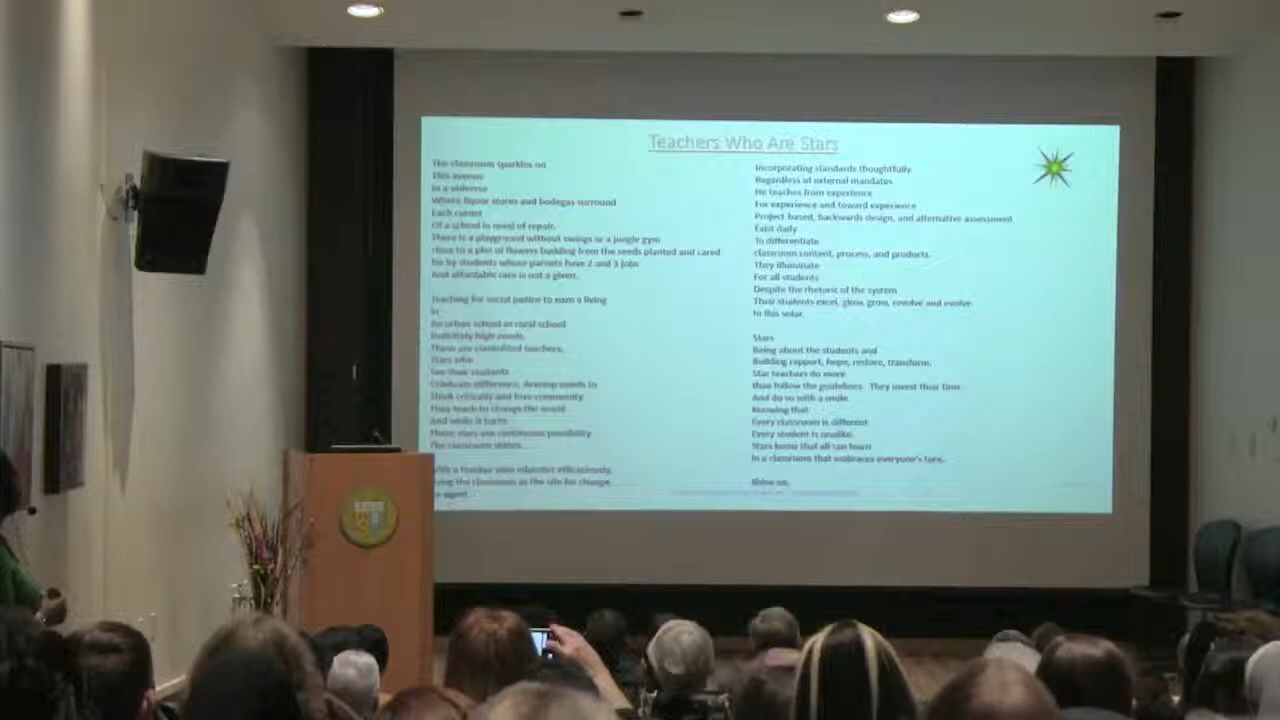 Teachers Who Are Stars
The classroom sparkles on
This avenue
In a universe
Where liquor stores and bodegas surround
Each corner
Of a school in need of repair.
There is a playground without swings or a jungle gym
close to a plot of flowers budding from the seeds planted and cared
for by students whose parents have 2 and 3 jobs
And affordable care is not a given.
Teaching for social justice to earn a living
In
An urban school or rural school
Definitely high needs.
These are committed teachers,
Stars who
See their students
difference, develop minds to
Think critically and love community
They teach to change the world
And while it
These stars are continuous possibility
The classroom
With a teacher who educates efficaciously,
the classroom as the site for change
agent
Incorporating standards thoughtfully
Regardless of external mandates
He teaches from experience
For experience and toward experience
Project based, backwards design, and alternative assessment
Exist daily
To differentiate
classroom content, process, and products.
They illuminate
For all students
Despite the rhetoric of the system
Their students excel, glow, grow, revolve and evolve
In this solar.
Stars
Being about the students and
Building rapport, hope, restore, transform.
Star teachers do more
than follow the guidelines. They invest their time
And do so with a smile.
Knowing that
Every classroom is different
Every student is unalike.
Stars know that all can learn
In a classroom that embraces everyone's turn.
Shine on.